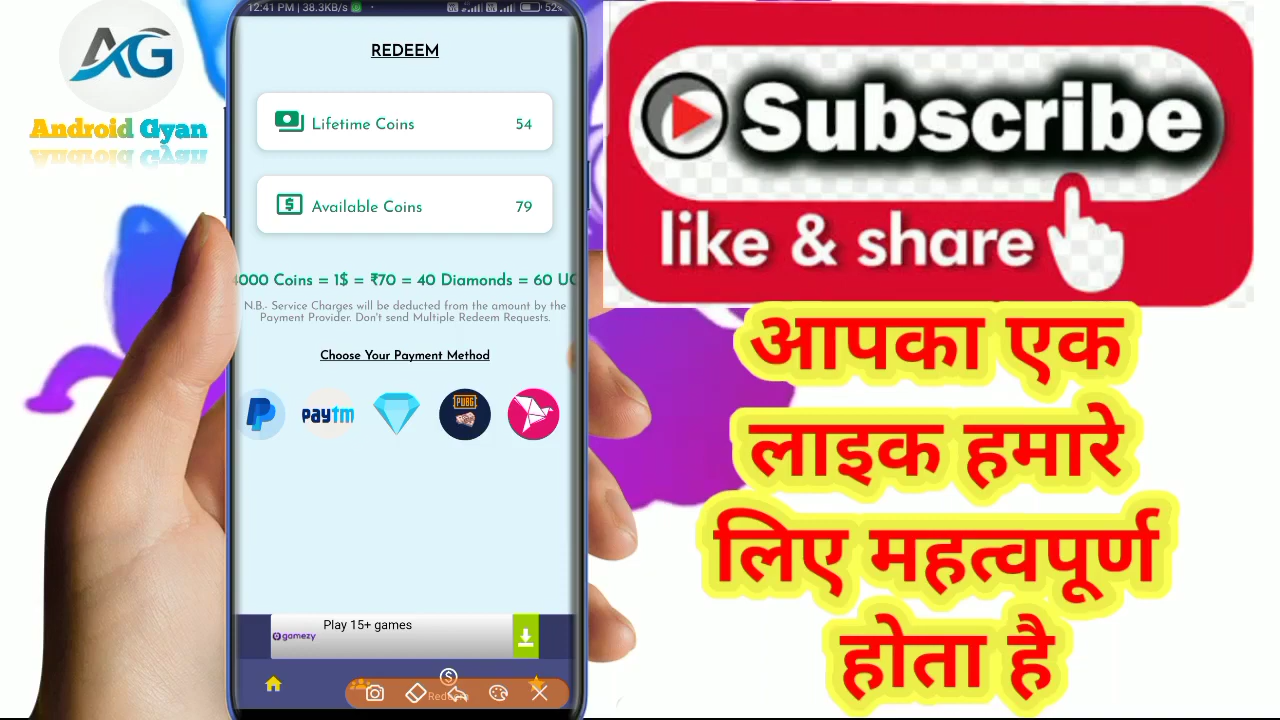 AG
Android Gyan
12:41 PM | 38.3KB/s
52%
REDEEM
Lifetime Coins 54
Available Coins 79
000 Coins = 1$ = ₹70 = 40 Diamonds = 60 UC
N.B.- Service Charges will be deducted from the amount by the
Payment Provider. Don't send Multiple Redeem Requests.
Choose Your Payment Method
paytm
PUBG
Play 15+ games
gamezy
Subscribe
like & share
आपका एक
लाइक हमारे
लिए महत्वपूर्ण
होता है